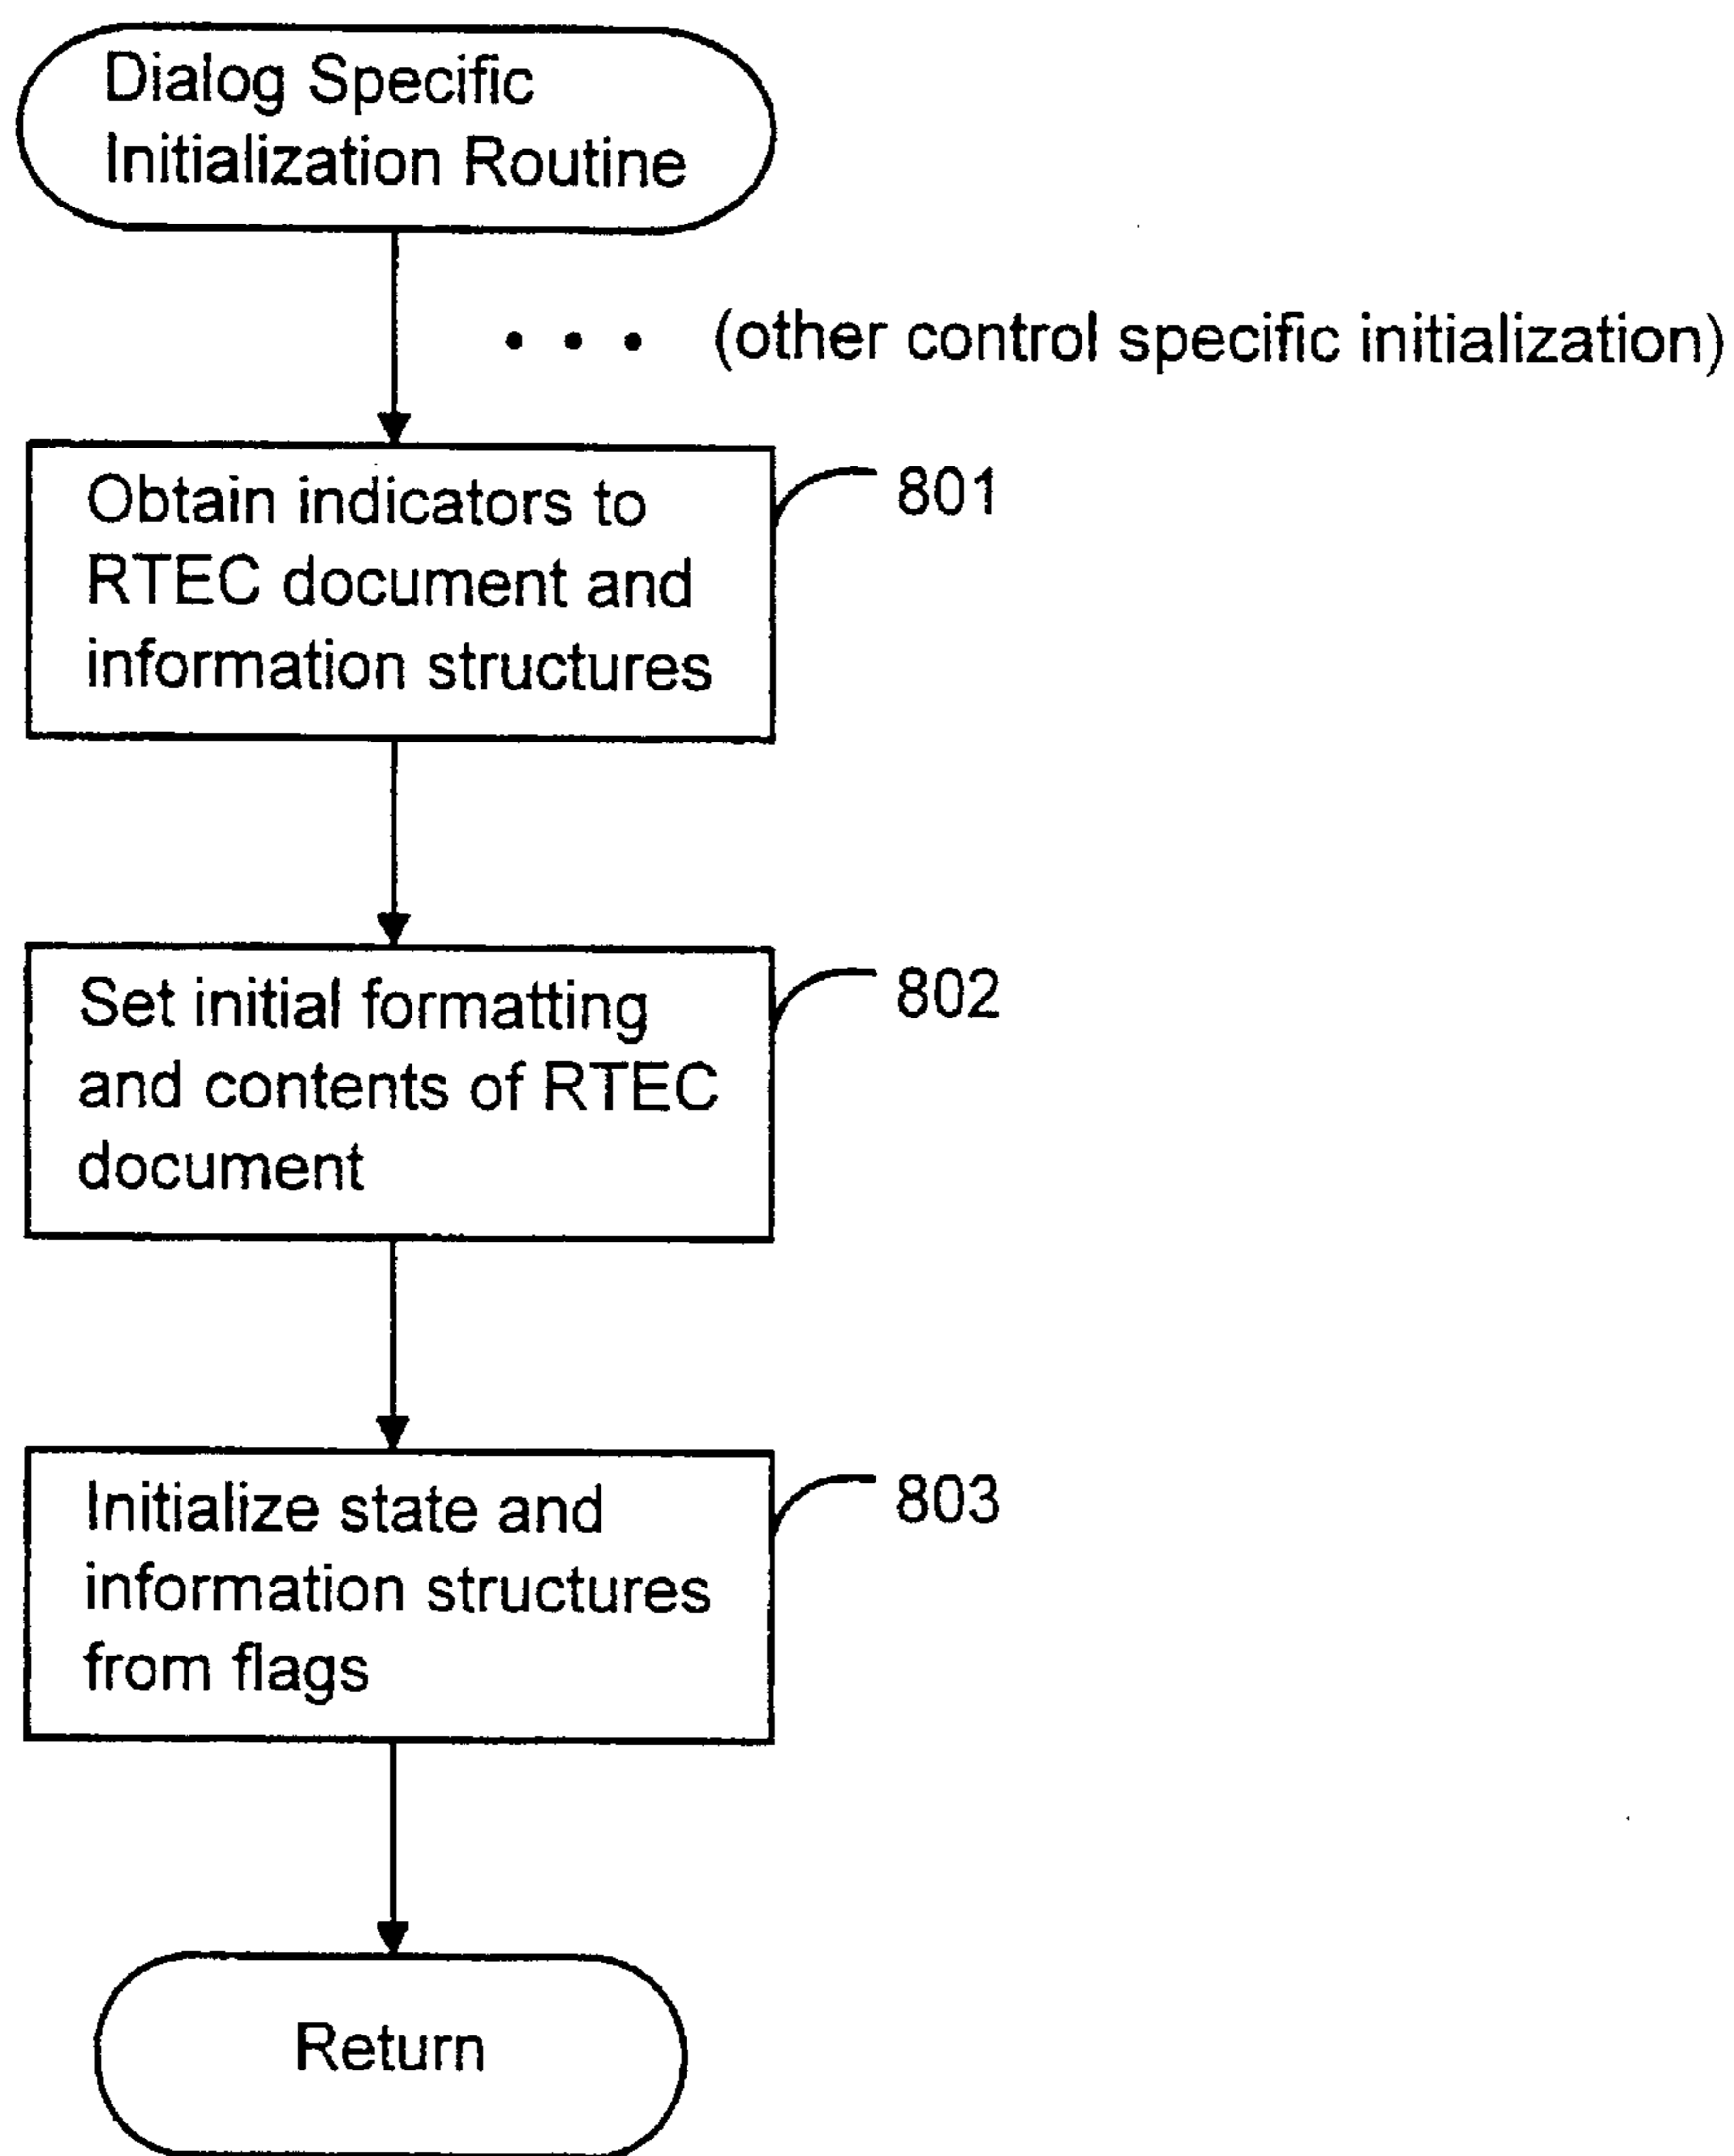 Dialog Specific
Initialization Routine
• • • (other control specific initialization)
Obtain indicators to
RTEC document and
information structures
801
Set initial formatting
and contents of RTEC
document
802
Initialize state and
information structures
from flags
803
Return